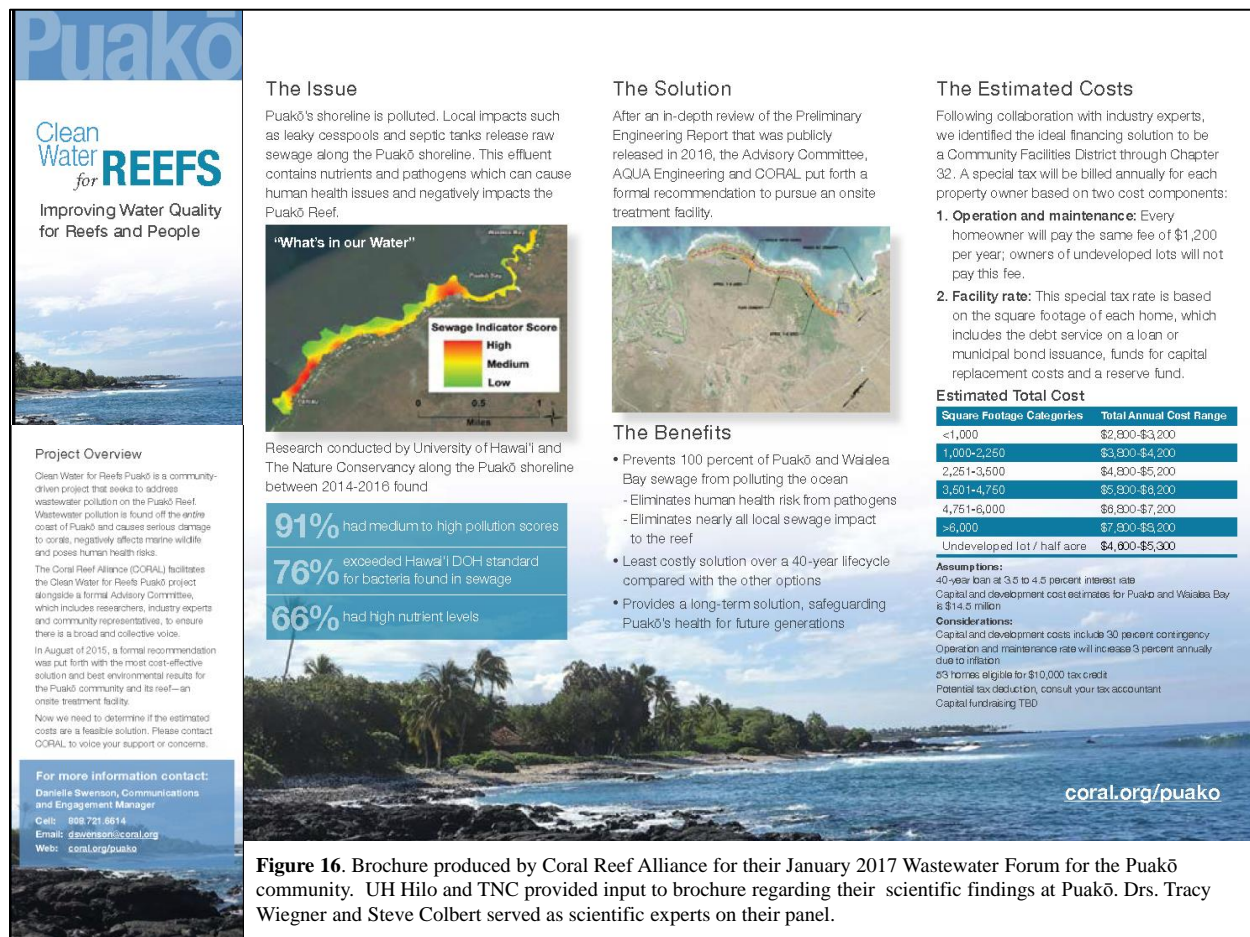 Puakō
Clean
Water
for REEFS
Improving Water Quality
for Reefs and People
Project Overview
Clean Water for Reefs Puakō is a community-
driven project that seeks to address
wastewater pollution on the Puakō Reef.
Wastewater pollution is found off the entire
coast of Puakō and causes serious damage
to corals, negatively affects marine wildlife
and poses human health risks.
The Coral Reef Alliance (CORAL) facilitates
the Clean Water for Reefs Puakō project
alongside a formal Advisory Committee,
which includes researchers, industry experts
and community representatives, to ensure
there is a broad and collective voice.
In August of 2015, a formal recommendation
was put forth with the most cost-effective
solution and best environmental results for
the Puakō community and its reef—an
onsite treatment facility.
Now we need to determine if the estimated
costs are a feasible solution. Please contact
CORAL to voice your support or concerns.
For more information contact:
Danielle Swenson, Communications
and Engagement Manager
Cell: 808.721.6614
Email: dswenson@coral.org
Web: coral.org/puako
The Issue
Puakō's shoreline is polluted. Local impacts such
as leaky cesspools and septic tanks release raw
sewage along the Puakō shoreline. This effluent
contains nutrients and pathogens which can cause
human health issues and negatively impacts the
Puakō Reef.
"What's in our Water"
Puakō Bay
Sewage Indicator Score
High
Medium
Low
0 0.5 1
Miles
Research conducted by University of Hawai'i and
The Nature Conservancy along the Puakō shoreline
between 2014-2016 found
91% had medium to high pollution scores
76% exceeded Hawai'i DOH standard
for bacteria found in sewage
66% had high nutrient levels
The Solution
After an in-depth review of the Preliminary
Engineering Report that was publicly
released in 2016, the Advisory Committee,
AQUA Engineering and CORAL put forth a
formal recommendation to pursue an onsite
treatment facility.
The Benefits
• Prevents 100 percent of Puakō and Waialea
Bay sewage from polluting the ocean
- Eliminates human health risk from pathogens
- Eliminates nearly all local sewage impact
to the reef
• Least costly solution over a 40-year lifecycle
compared with the other options
• Provides a long-term solution, safeguarding
Puakō's health for future generations
The Estimated Costs
Following collaboration with industry experts,
we identified the ideal financing solution to be
a Community Facilities District through Chapter
32. A special tax will be billed annually for each
property owner based on two cost components:
1. Operation and maintenance: Every
homeowner will pay the same fee of $1,200
per year; owners of undeveloped lots will not
pay this fee.
2. Facility rate: This special tax rate is based
on the square footage of each home, which
includes the debt service on a loan or
municipal bond issuance, funds for capital
replacement costs and a reserve fund.
Estimated Total Cost
Square Footage Categories Total Annual Cost Range
<1,000 $2,800-$3,200
1,000-2,250 $3,800-$4,200
2,251-3,500 $4,800-$5,200
3,501-4,750 $5,800-$6,200
4,751-6,000 $6,800-$7,200
>6,000 $7,800-$8,200
Undeveloped lot / half acre $4,600-$5,300
Assumptions:
40-year loan at 3.5 to 4.5 percent interest rate
Capital and development cost estimates for Puako and Waialea Bay
is $14.5 million
Considerations:
Capital and development costs include 30 percent contingency
Operation and maintenance rate will increase 3 percent annually
due to inflation
53 homes eligible for $10,000 tax credit
Potential tax deduction, consult your tax accountant
Capital fundraising TBD
coral.org/puako
Figure 16. Brochure produced by Coral Reef Alliance for their January 2017 Wastewater Forum for the Puakō
community. UH Hilo and TNC provided input to brochure regarding their scientific findings at Puakō. Drs. Tracy
Wiegner and Steve Colbert served as scientific experts on their panel.